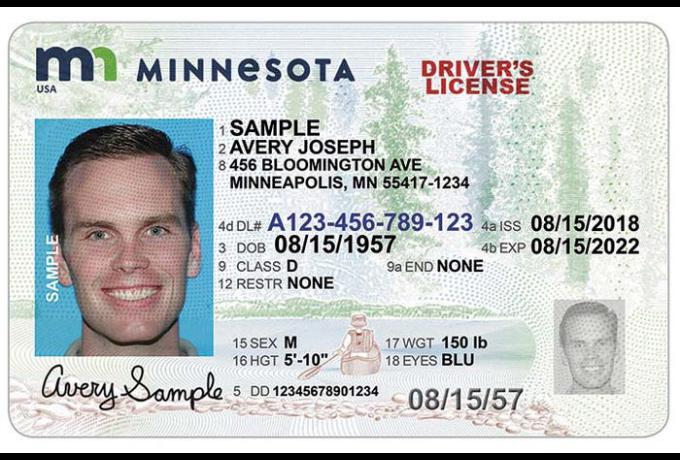 mn MINNESOTA
USA
DRIVER'S
LICENSE
1 SAMPLE
2 AVERY JOSEPH
8 456 BLOOMINGTON AVE
MINNEAPOLIS, MN 55417-1234
4d DL# A123-456-789-123 4a ISS 08/15/2018
3 DOB 08/15/1957 4b EXP 08/15/2022
9 CLASS D 9a END NONE
12 RESTR NONE
SAMPLE
15 SEX M 17 WGT 150 lb
16 HGT 5'-10" 18 EYES BLU
Avery Sample 5 DD 12345678901234 08/15/57